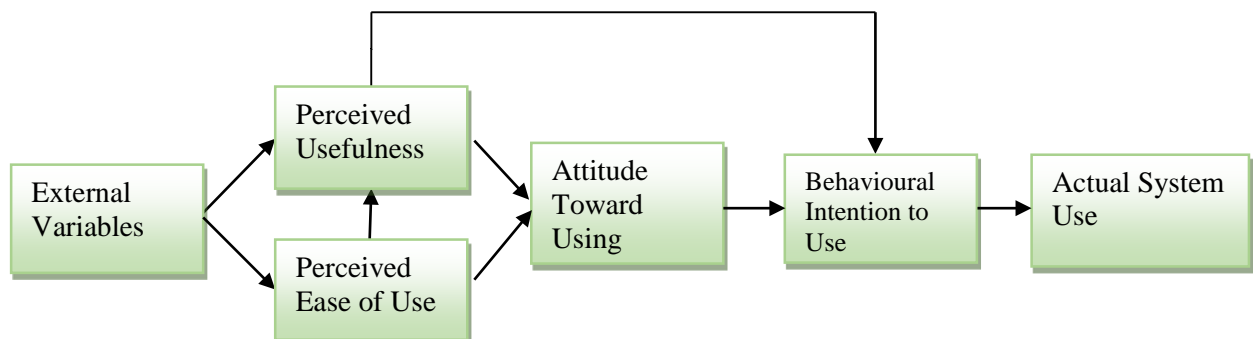 External
Variables
Perceived
Usefulness
Perceived
Ease of Use
Attitude
Toward
Using
Behavioural
Intention to
Use
Actual System
Use